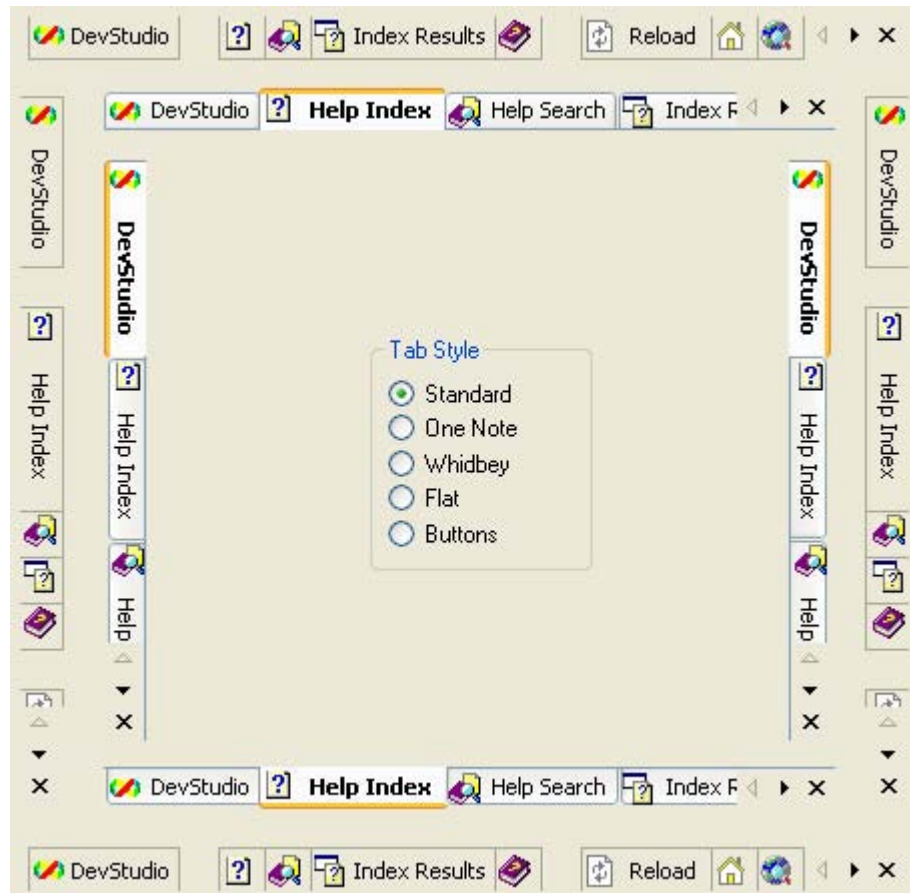 DevStudio Index Results Reload
DevStudio Help Index Help Search Index R
DevStudio
Help Index
DevStudio
Help Index
Help
Tab Style
Standard
One Note
Whidbey
Flat
Buttons
DevStudio
Help Index
Help
DevStudio
Help Index
DevStudio Help Index Help Search Index R
DevStudio Index Results Reload